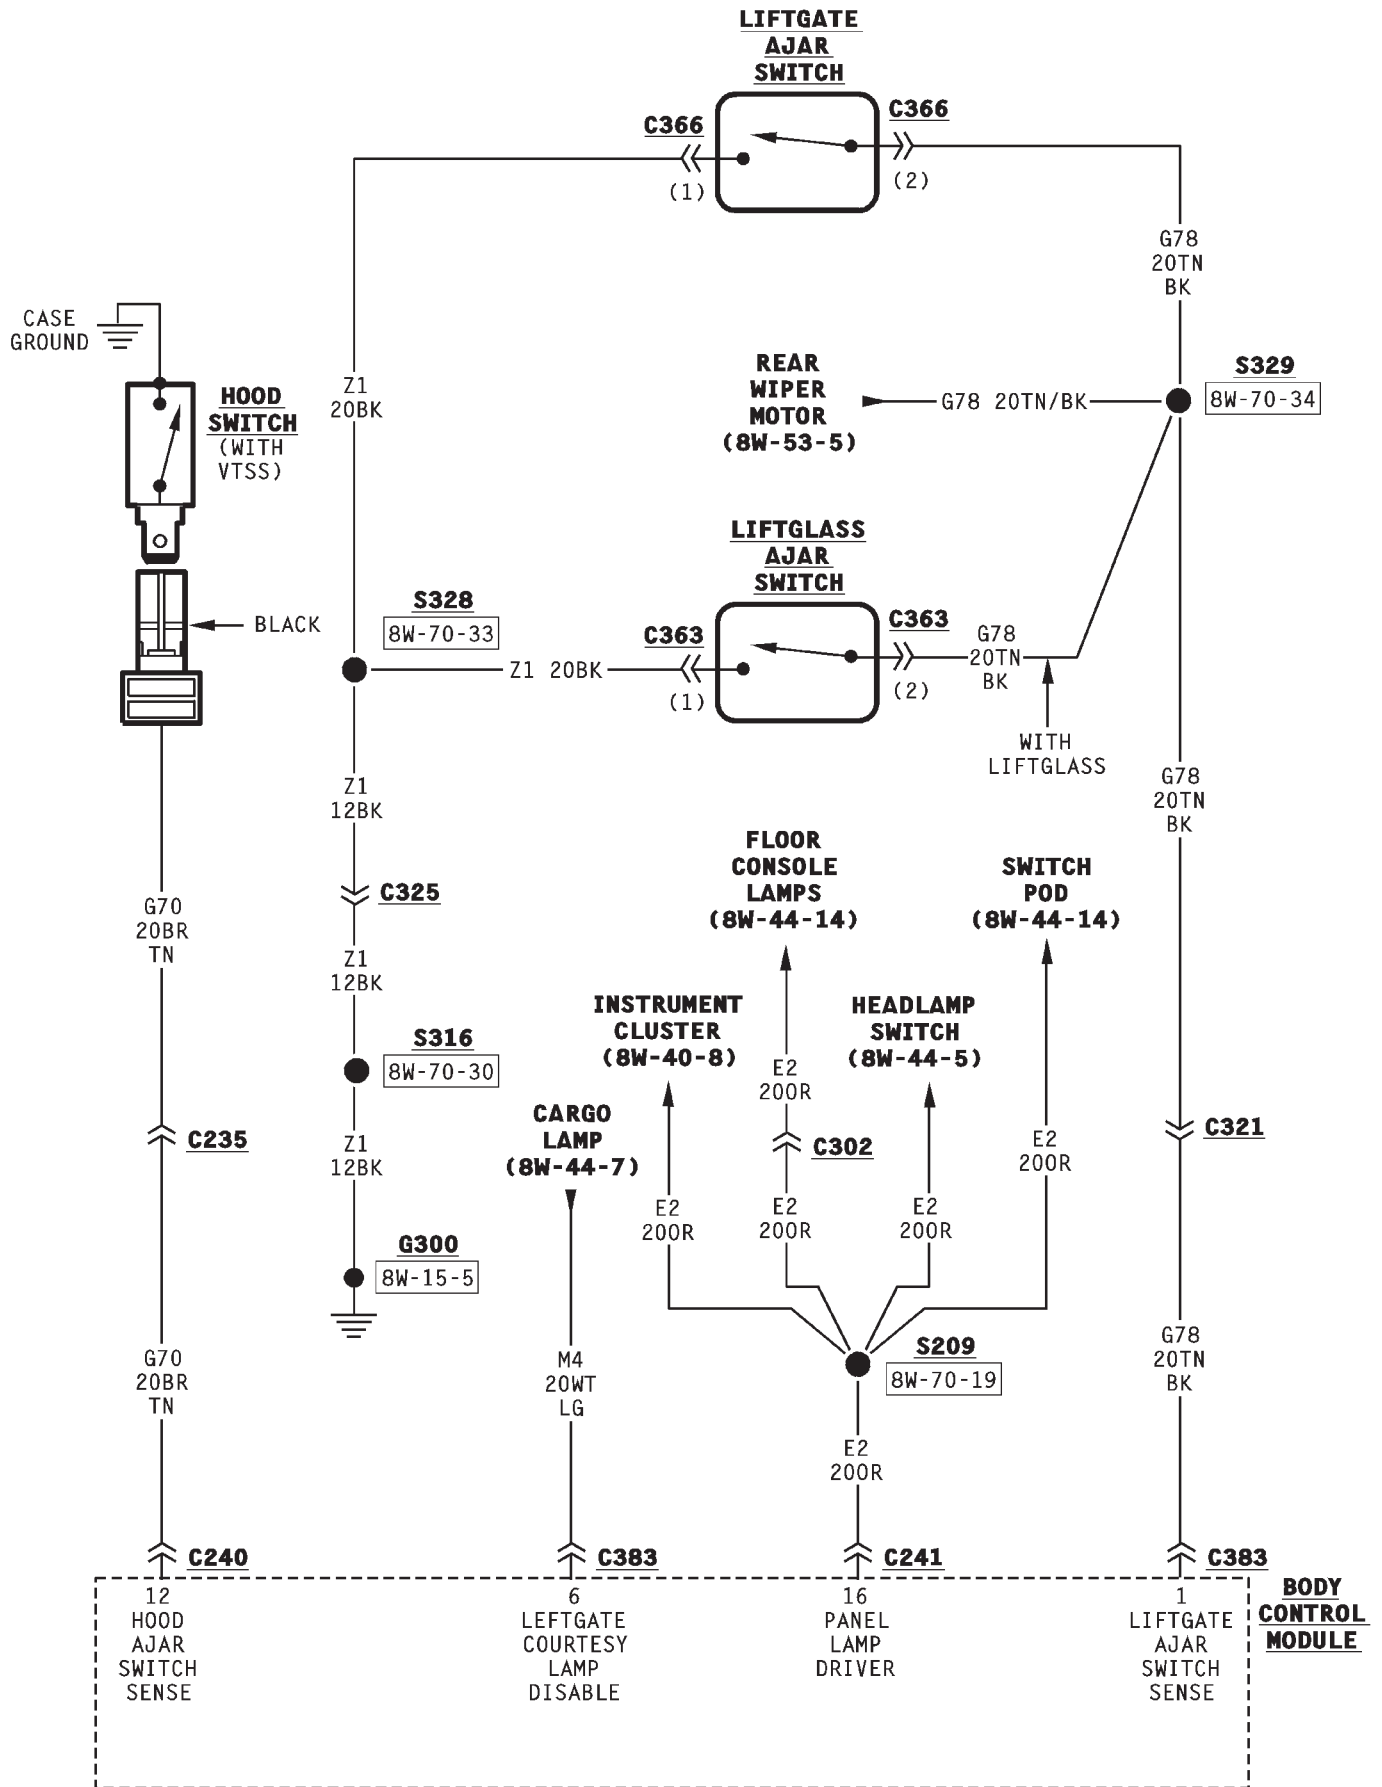 LIFTGATE
AJAR
SWITCH
C366
C366
(1)
(2)
G78
20TN
BK
CASE
GROUND
HOOD
SWITCH
(WITH
VTSS)
Z1
20BK
REAR
WIPER
MOTOR
(8W-53-5)
G78 20TN/BK
S329
8W-70-34
LIFTGLASS
AJAR
SWITCH
BLACK
S328
8W-70-33
C363
C363
Z1 20BK
(1)
(2)
G78
20TN
BK
WITH
LIFTGLASS
Z1
12BK
G78
20TN
BK
FLOOR
CONSOLE
LAMPS
(8W-44-14)
SWITCH
POD
(8W-44-14)
C325
G70
20BR
TN
Z1
12BK
INSTRUMENT
CLUSTER
(8W-40-8)
HEADLAMP
SWITCH
(8W-44-5)
S316
8W-70-30
E2
20OR
CARGO
LAMP
(8W-44-7)
C235
Z1
12BK
C302
E2
20OR
C321
E2
20OR
E2
20OR
E2
20OR
G300
8W-15-5
G70
20BR
TN
M4
20WT
LG
S209
8W-70-19
G78
20TN
BK
E2
20OR
C240
C383
C241
C383
12
HOOD
AJAR
SWITCH
SENSE
6
LEFTGATE
COURTESY
LAMP
DISABLE
16
PANEL
LAMP
DRIVER
1
LIFTGATE
AJAR
SWITCH
SENSE
BODY
CONTROL
MODULE